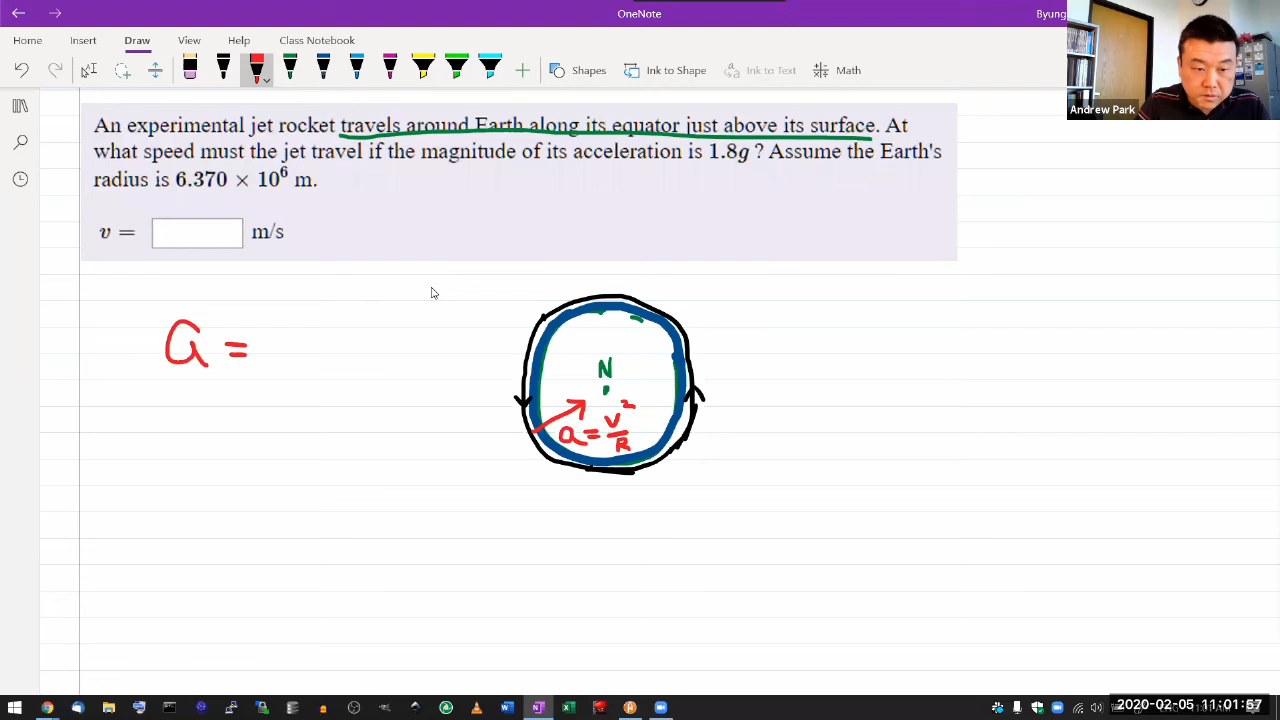 OneNote
Byung
Home Insert Draw View Help Class Notebook
Shapes Ink to Shape Ink to Text Math
Andrew Park
An experimental jet rocket travels around Earth along its equator just above its surface. At
what speed must the jet travel if the magnitude of its acceleration is 1.8g ? Assume the Earth's
radius is 6.370 × 10⁶ m.
v = m/s
a =
N
a = v²/R
2020-02-05 11:01:57